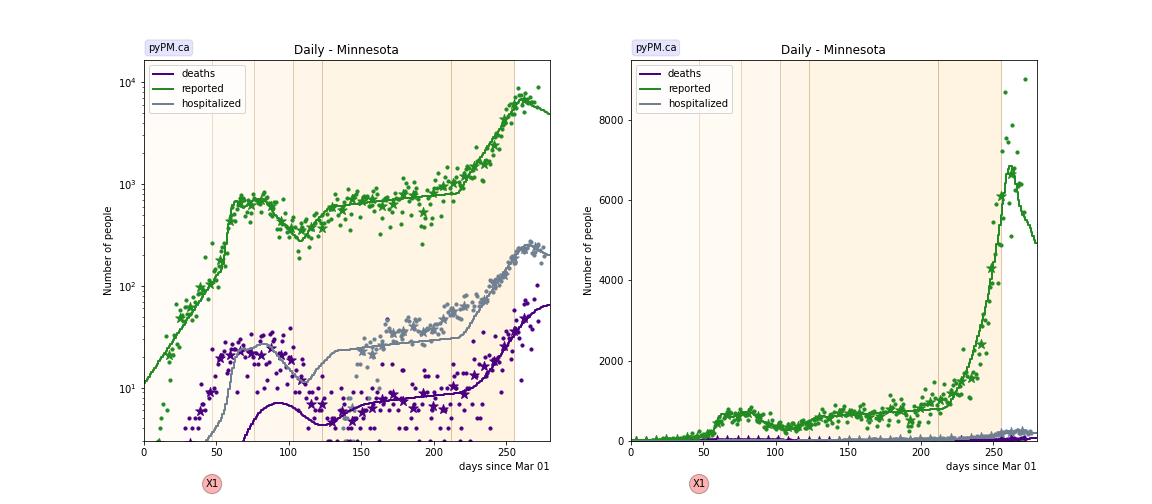 pyPM.ca
Daily - Minnesota
deaths
reported
hospitalized
Number of people
10⁴
10³
10²
10¹
0 50 100 150 200 250
days since Mar 01
X1
pyPM.ca
Daily - Minnesota
deaths
reported
hospitalized
Number of people
8000
6000
4000
2000
0
0 50 100 150 200 250
days since Mar 01
X1